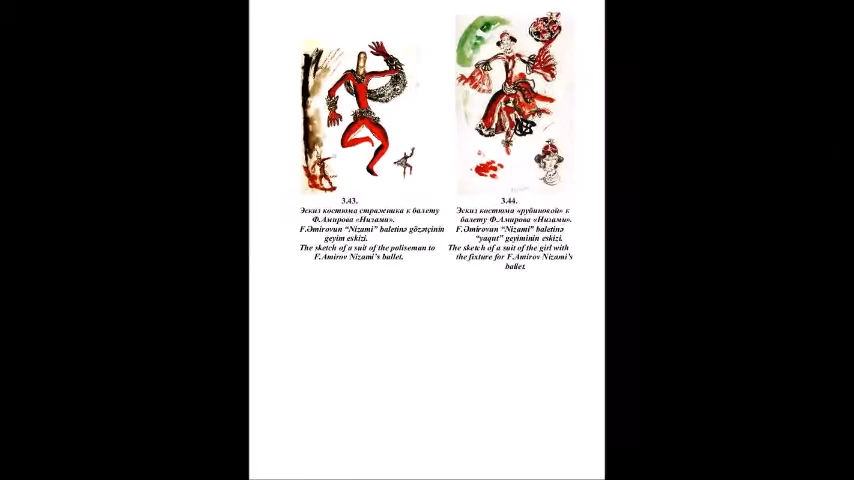 3.43.
Эскиз костюма стражника к балету
Ф.Амирова «Низами».
F.Əmirovun “Nizami” baletinə gözətçinin
geyim eskizi.
The sketch of a suit of the poliseman to
F.Amirov Nizami’s ballet.
3.44.
Эскиз костюма «рубиновой» к
балету Ф.Амирова «Низами».
F.Əmirovun “Nizami” baletinə
“yaqut” geyiminin eskizi.
The sketch of a suit of the girl with
the fixture for F.Amirov Nizami’s
ballet.